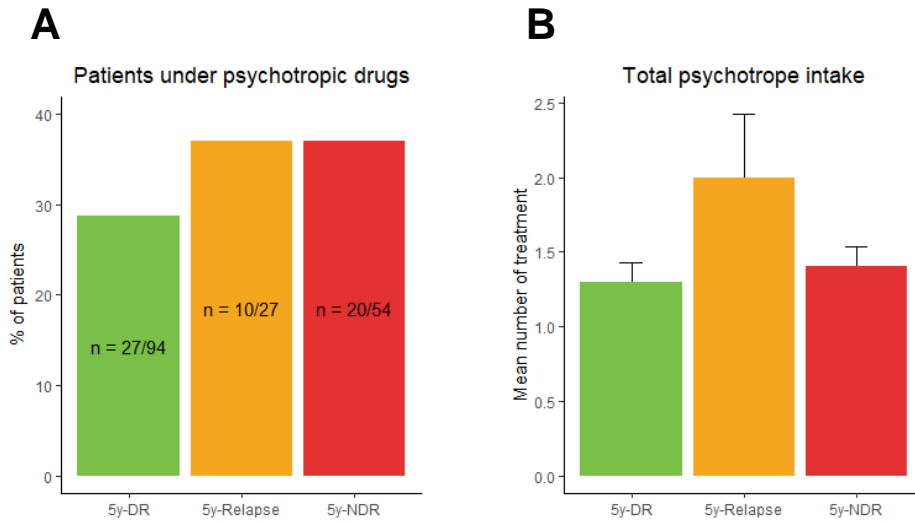 A
Patients under psychotropic drugs
% of patients
40
30
20
10
0
n = 27/94
n = 10/27
n = 20/54
5y-DR
5y-Relapse
5y-NDR
B
Total psychotrope intake
Mean number of treatment
2.5
2.0
1.5
1.0
0.5
0.0
5y-DR
5y-Relapse
5y-NDR